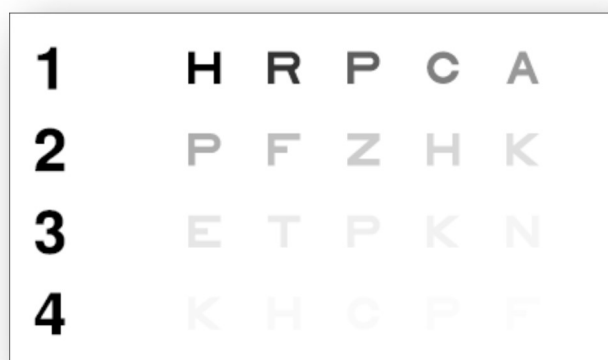 1 H R P C A
2 P F Z H K
3 E T P K N
4 K H C P F